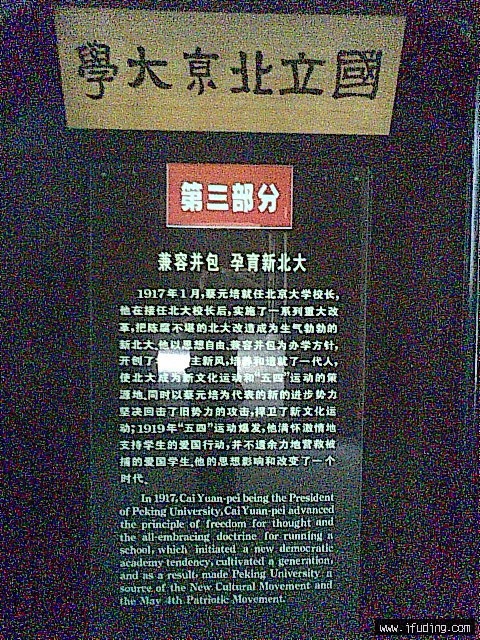 國立北京大學
第三部分
兼容并包 孕育新北大
1917年1月,蔡元培就任北京大学校长,
他在接任北大校长后,实施了一系列重大改
革,把陈腐不堪的北大改造成为生气勃勃的
新北大。他以思想自由、兼容并包为办学方针,
开创了主新风,培养和造就了一代人,
使北大成为新文化运动和“五四”运动的策
源地。同时以蔡元培为代表的新的进步势力
坚决回击了旧势力的攻击,捍卫了新文化运
动;1919年“五四”运动爆发,他满怀激情地
支持学生的爱国行动,并不遗余力地营救被
捕的爱国学生。他的思想影响和改变了一个
时代。
In 1917, Cai Yuan-pei being the President
of Peking University, Cai Yuan-pei advanced
the principle of freedom for thought and
the all-embracing doctrine for running a
school, which initiated a new democratic
academy tendency, cultivated a generation,
and as a result, made Peking University a
source of the New Cultural Movement and
the May 4th Patriotic Movement.
www.jfuding.com